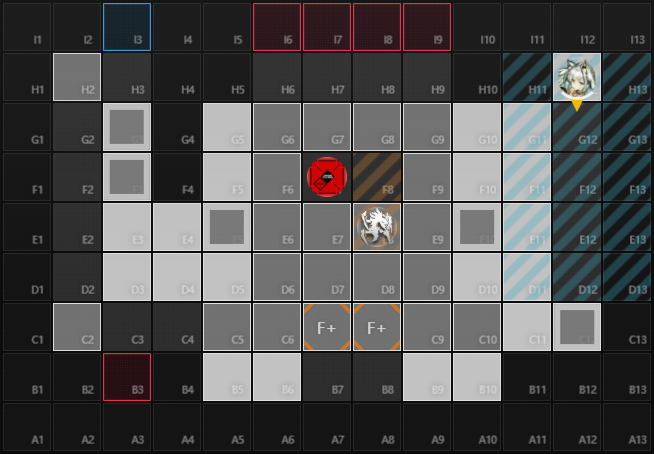 I1 I2 I3 I4 I5 I6 I7 I8 I9 I10 I11 I12 I13
H1 H2 H3 H4 H5 H6 H7 H8 H9 H10 H11 H12 H13
G1 G2 G3 G4 G5 G6 G7 G8 G9 G10 G11 G12 G13
F1 F2 F4 F5 F6 F8 F9 F10 F11 F12 F13
E1 E2 E3 E4 E6 E7 E8 E9 E11 E12 E13
D1 D2 D3 D4 D5 D6 D7 D8 D9 D10 D11 D12 D13
C1 C2 C3 C4 C5 C6 F+ F+ C9 C10 C11 C13
B1 B2 B3 B4 B5 B6 B7 B8 B9 B10 B11 B12 B13
A1 A2 A3 A4 A5 A6 A7 A8 A9 A10 A11 A12 A13